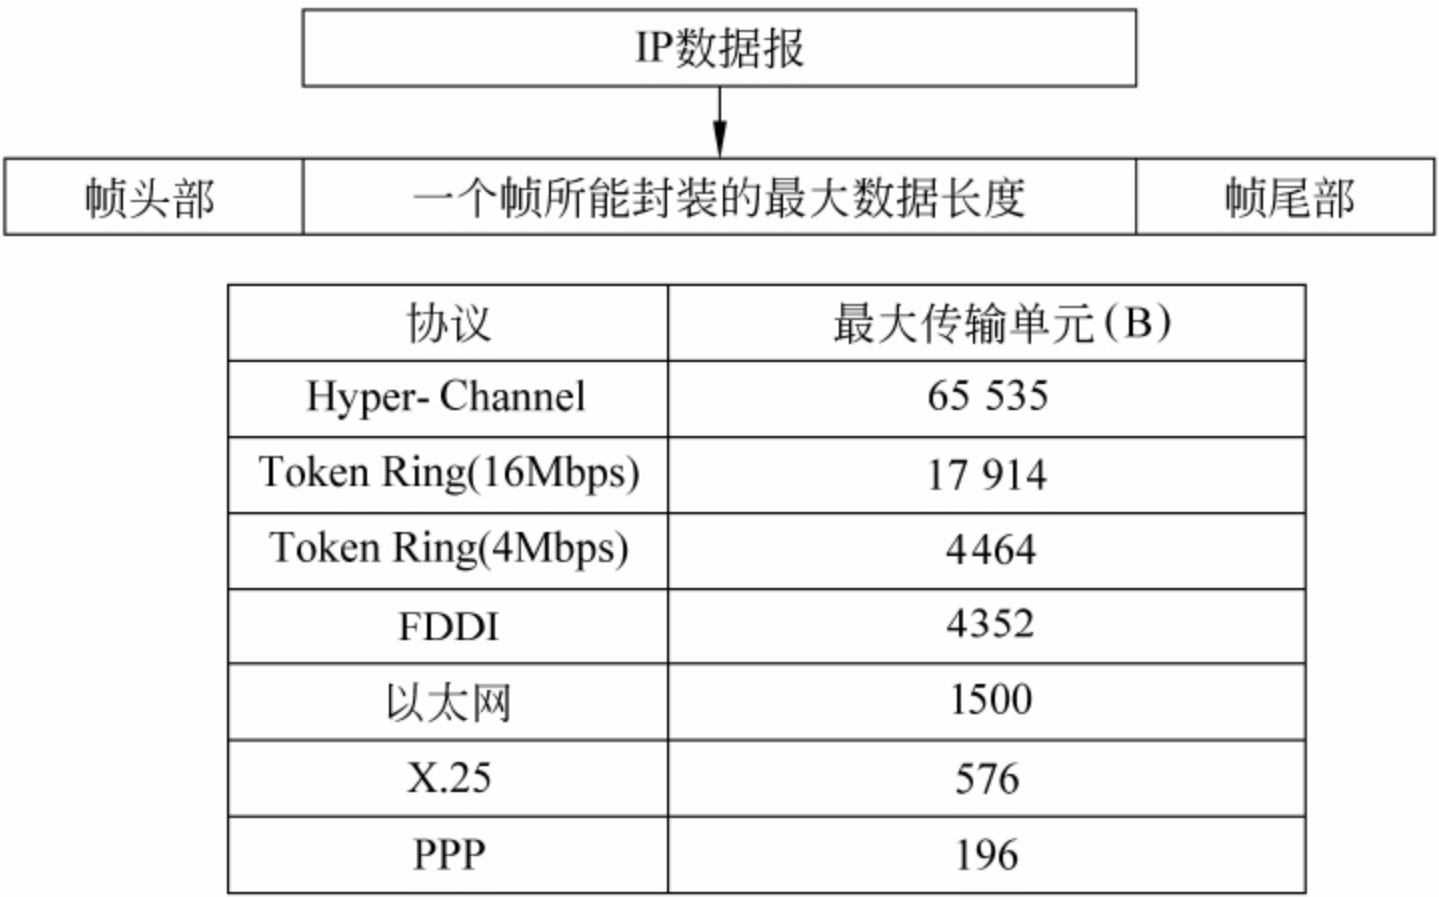 IP数据报
帧头部 一个帧所能封装的最大数据长度 帧尾部
协议 最大传输单元(B)
Hyper- Channel 65 535
Token Ring(16Mbps) 17 914
Token Ring(4Mbps) 4464
FDDI 4352
以太网 1500
X.25 576
PPP 196